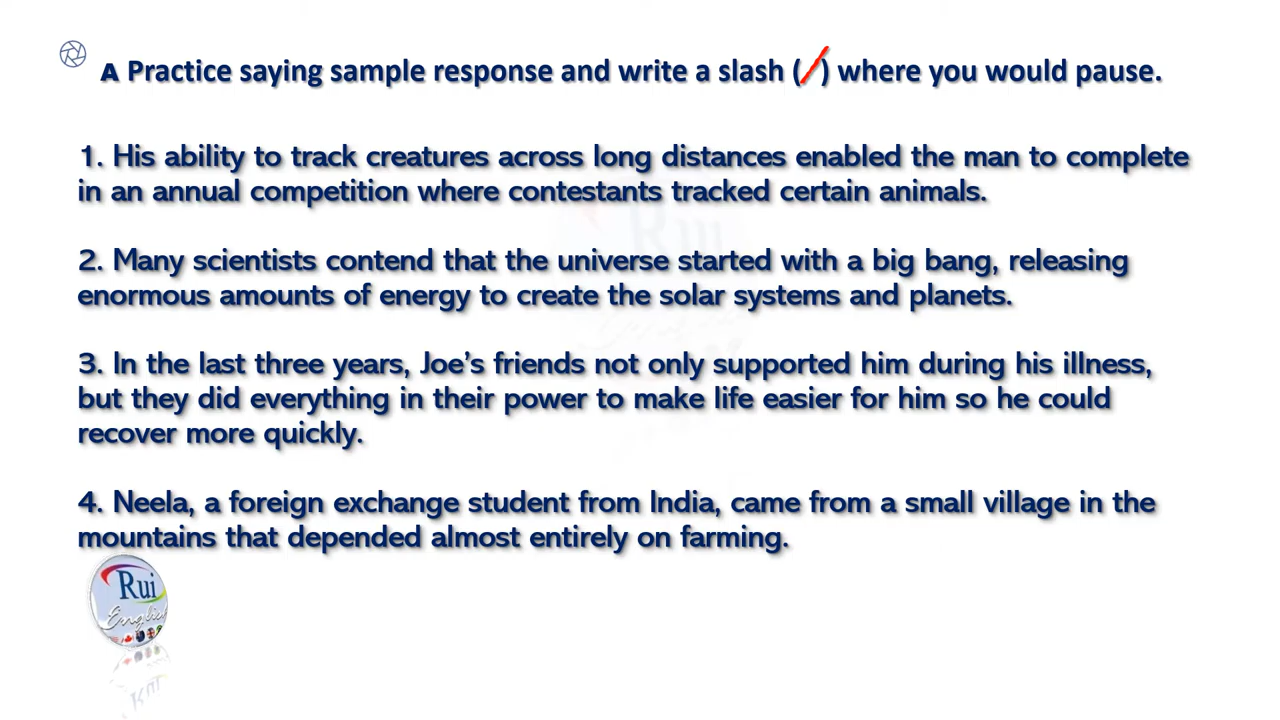 A Practice saying sample response and write a slash (/) where you would pause.
1. His ability to track creatures across long distances enabled the man to complete
in an annual competition where contestants tracked certain animals.
2. Many scientists contend that the universe started with a big bang, releasing
enormous amounts of energy to create the solar systems and planets.
3. In the last three years, Joe's friends not only supported him during his illness,
but they did everything in their power to make life easier for him so he could
recover more quickly.
4. Neela, a foreign exchange student from India, came from a small village in the
mountains that depended almost entirely on farming.
Rui
English